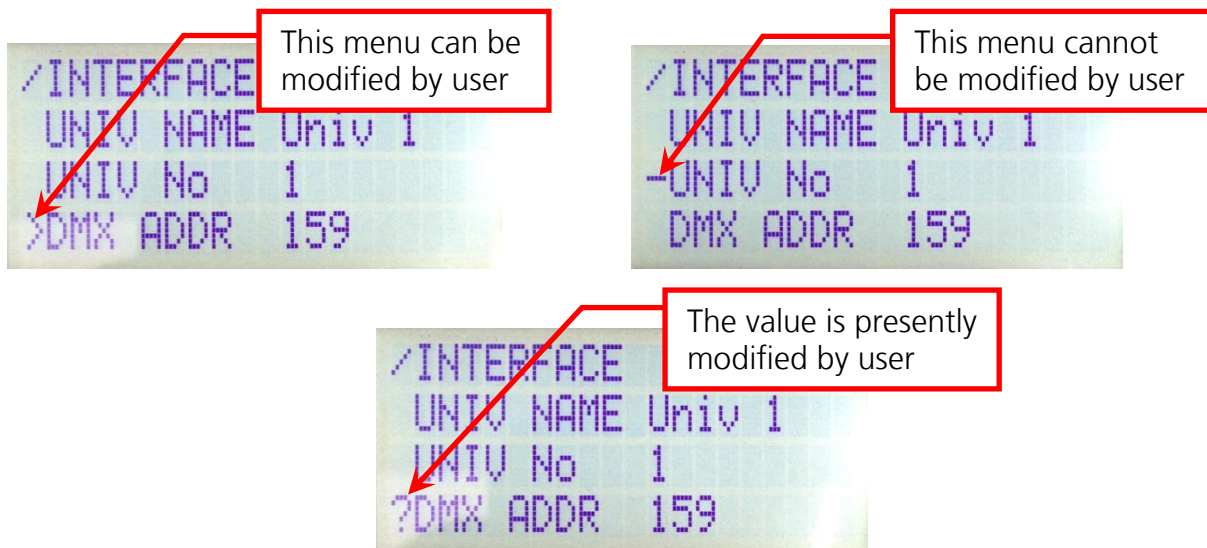 This menu can be
modified by user
/INTERFACE
UNIV NAME Univ 1
UNIV No 1
>DMX ADDR 159
This menu cannot
be modified by user
/INTERFACE
UNIV NAME Univ 1
-UNIV No 1
DMX ADDR 159
The value is presently
modified by user
/INTERFACE
UNIV NAME Univ 1
UNIV No 1
?DMX ADDR 159